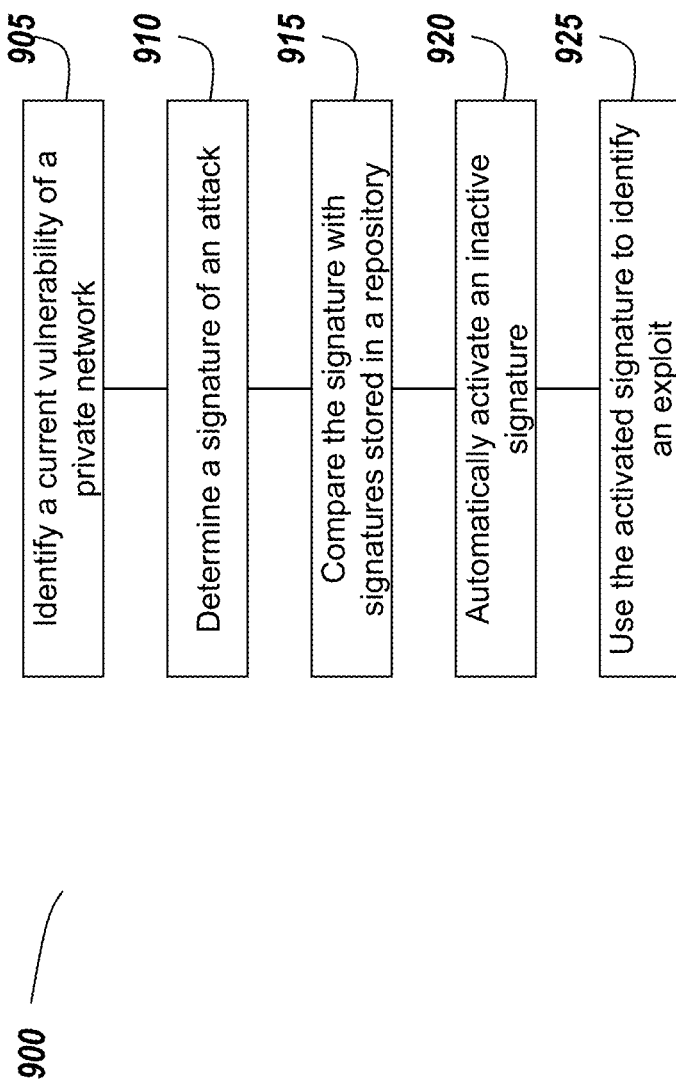 900
905
Identify a current vulnerability of a
private network
910
Determine a signature of an attack
915
Compare the signature with
signatures stored in a repository
920
Automatically activate an inactive
signature
925
Use the activated signature to identify
an exploit